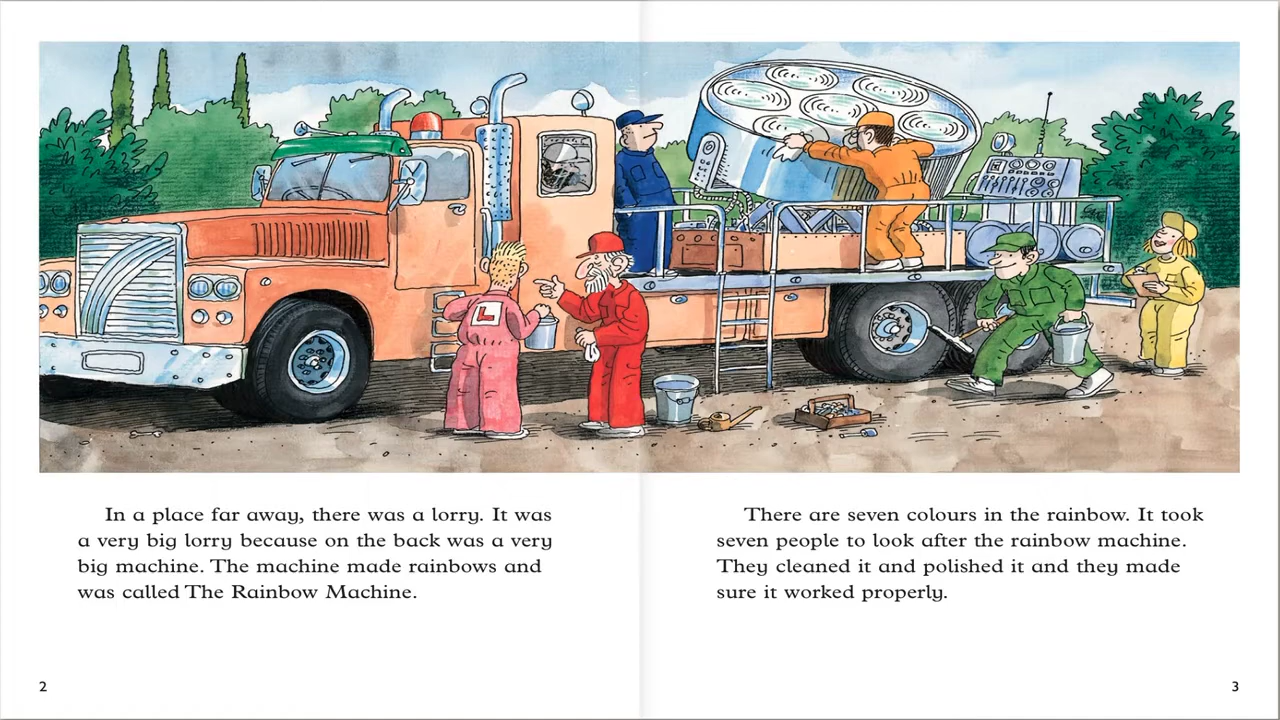 L
In a place far away, there was a lorry. It was
a very big lorry because on the back was a very
big machine. The machine made rainbows and
was called The Rainbow Machine.
There are seven colours in the rainbow. It took
seven people to look after the rainbow machine.
They cleaned it and polished it and they made
sure it worked properly.
2
3